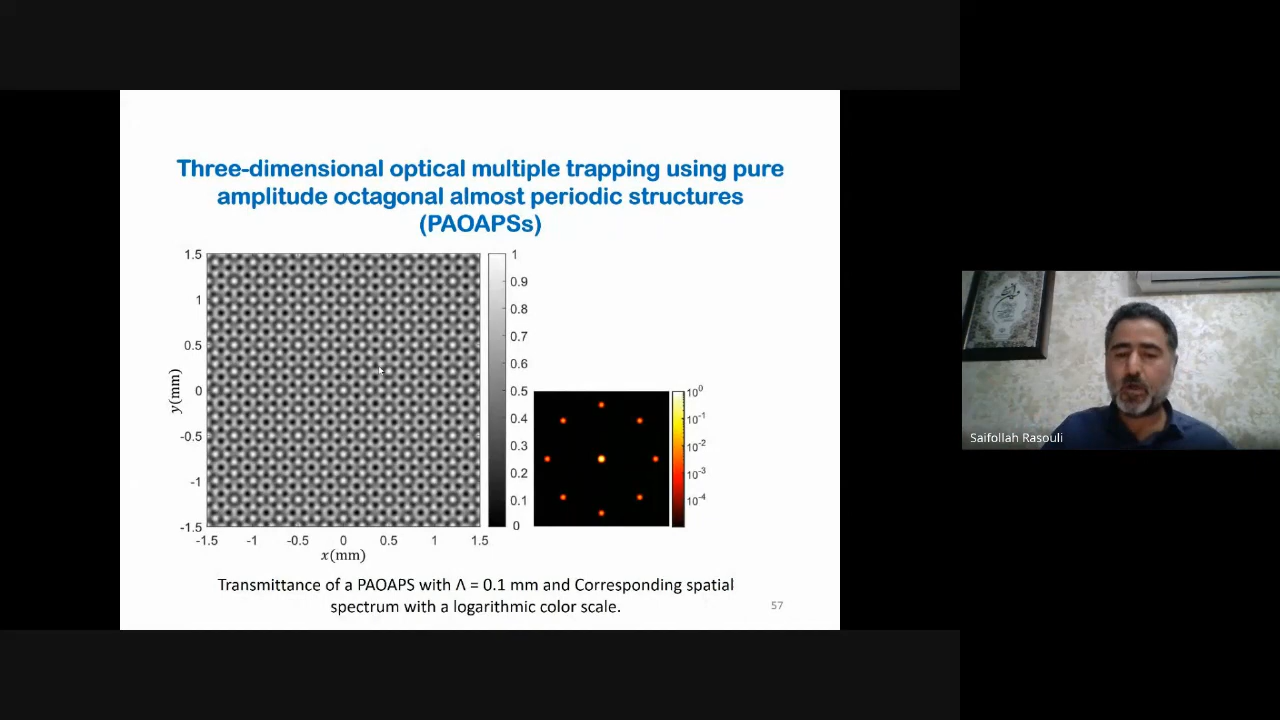 Three-dimensional optical multiple trapping using pure
amplitude octagonal almost periodic structures
(PAOAPSs)
1.5
1
0.5
0
-0.5
-1
-1.5
y(mm)
-1.5 -1 -0.5 0 0.5 1 1.5
x(mm)
1
0.9
0.8
0.7
0.6
0.5
0.4
0.3
0.2
0.1
0
10⁰
10⁻¹
10⁻²
10⁻³
10⁻⁴
Transmittance of a PAOAPS with Λ = 0.1 mm and Corresponding spatial
spectrum with a logarithmic color scale.
57
Saifollah Rasouli